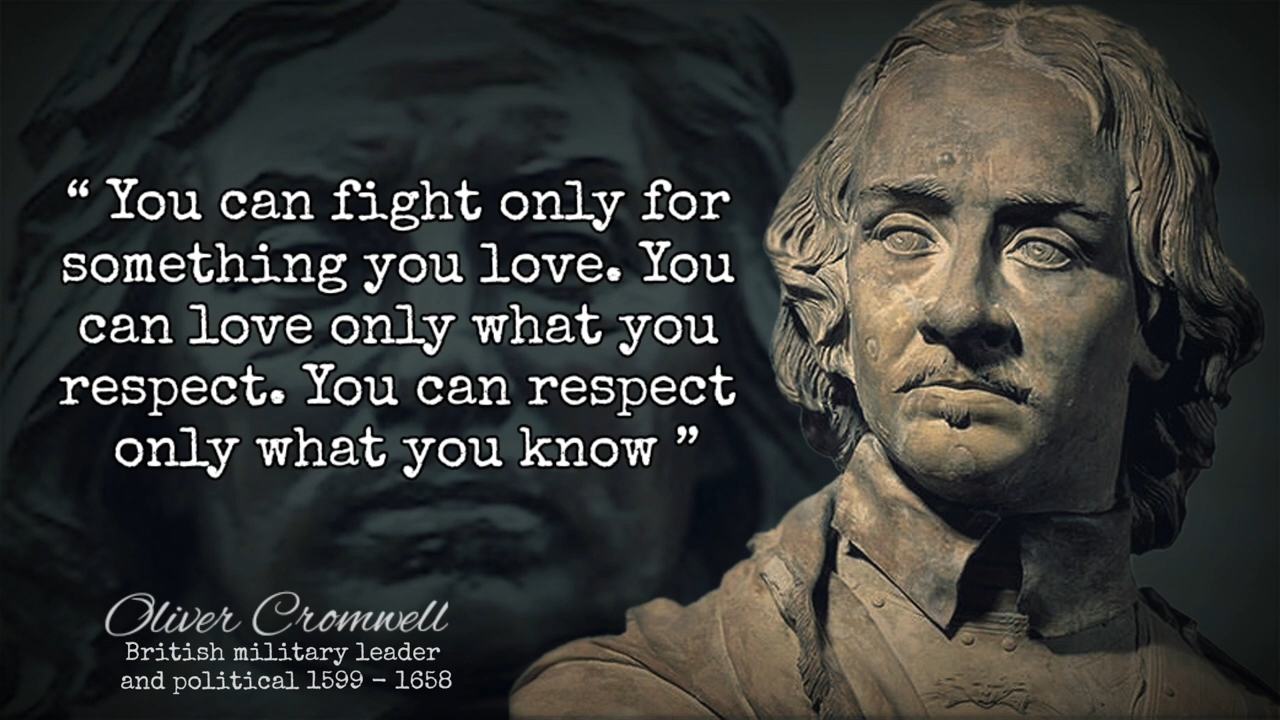 “ You can fight only for
something you love. You
can love only what you
respect. You can respect
only what you know ”
Oliver Cromwell
British military leader
and political 1599 - 1658